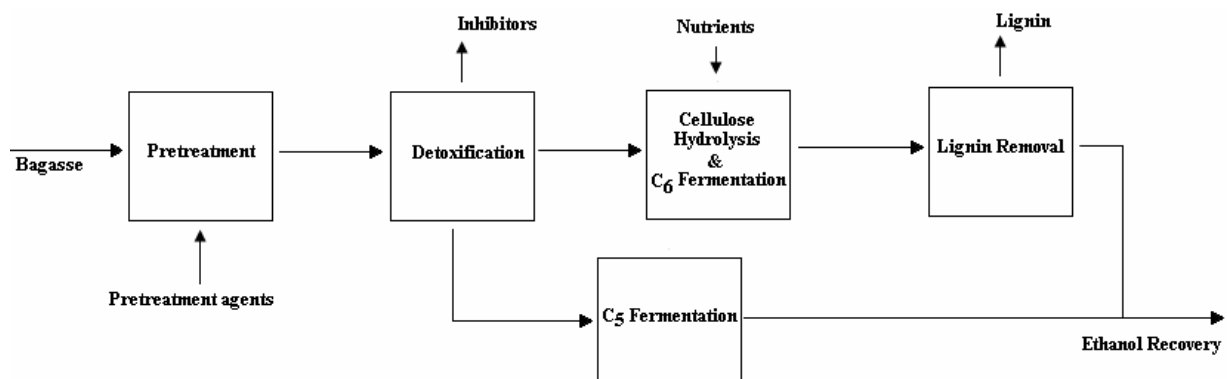 Inhibitors
Nutrients
Lignin
Bagasse
Pretreatment
Detoxification
Cellulose
Hydrolysis
&
C6 Fermentation
Lignin Removal
Pretreatment agents
C5 Fermentation
Ethanol Recovery